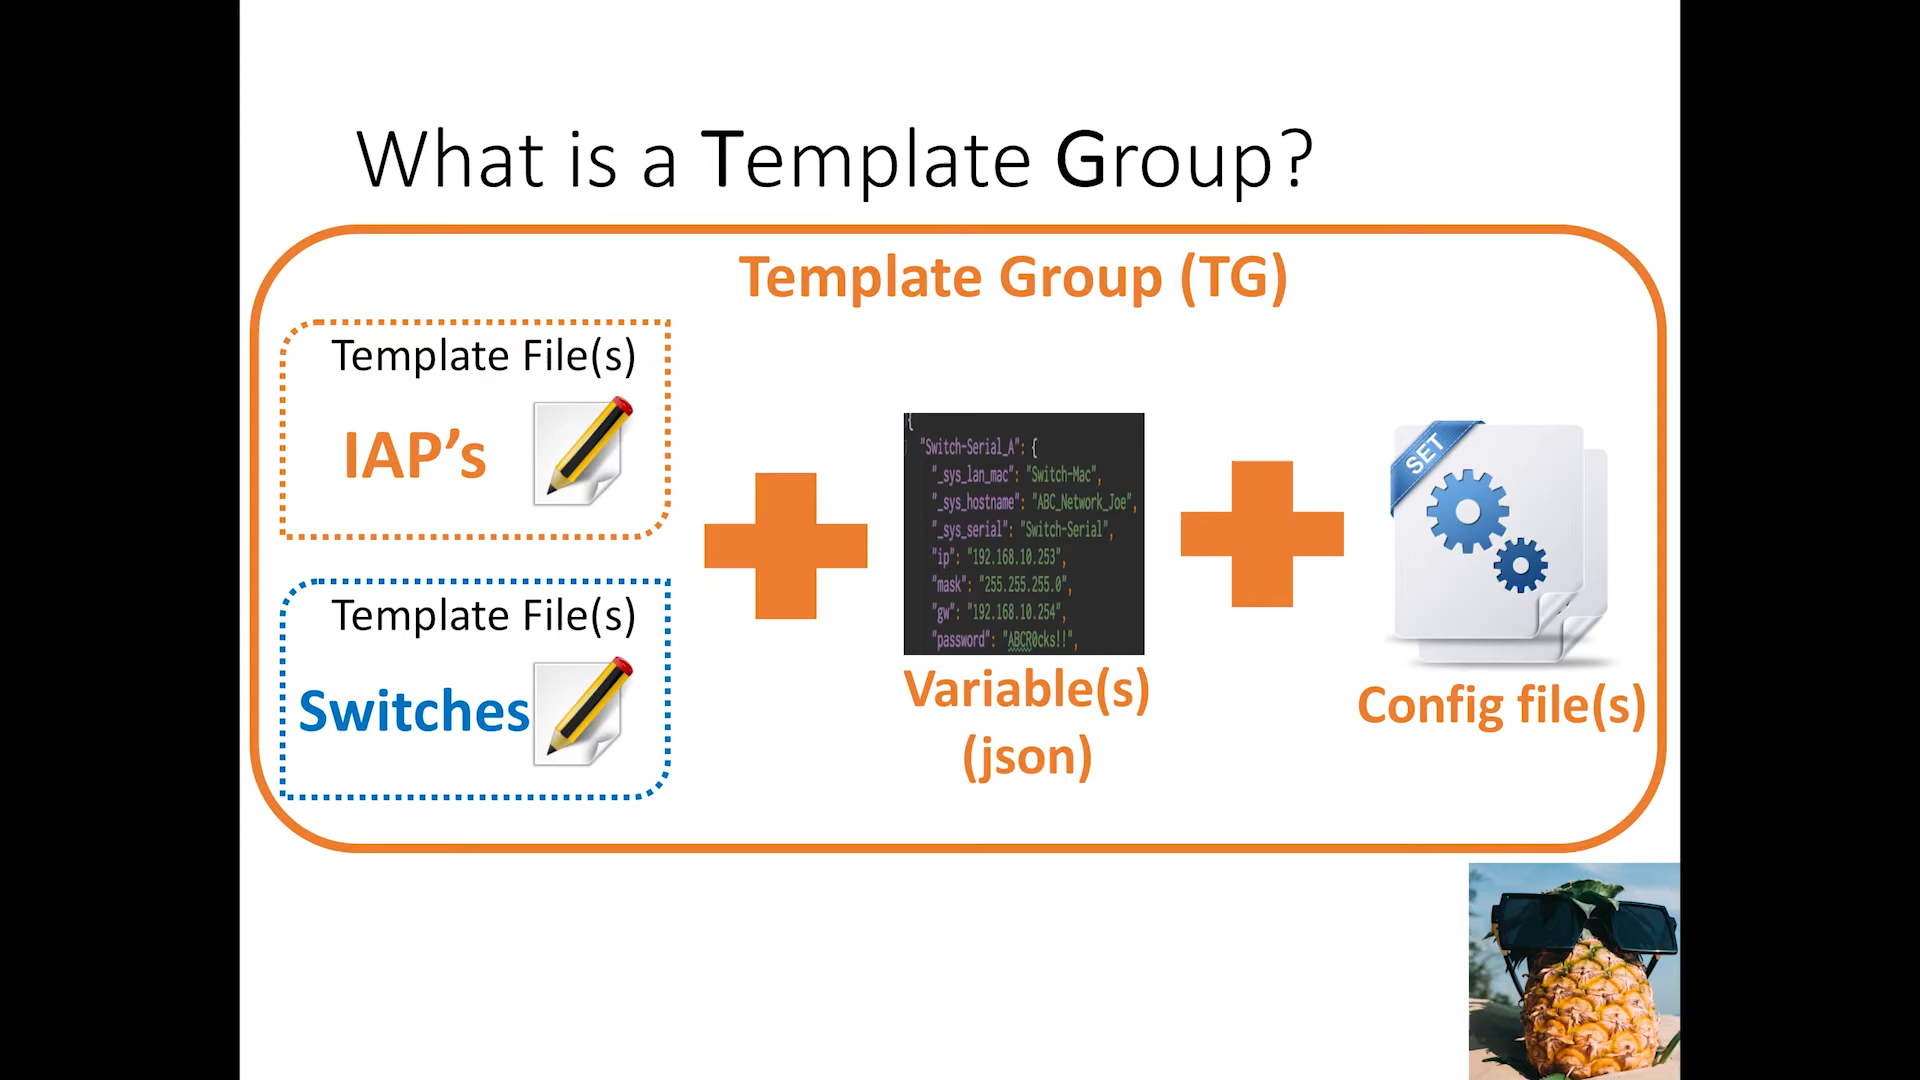 What is a Template Group?
Template Group (TG)
Template File(s)
IAP's
Template File(s)
Switches
{
"Switch-Serial_A": {
"_sys_lan_mac": "Switch-Mac",
"_sys_hostname": "ABC_Network_Joe",
"_sys_serial": "Switch-Serial",
"ip": "192.168.10.253",
"mask": "255.255.255.0",
"gw": "192.168.10.254",
"password": "ABCR0cks!!",
Variable(s)
(json)
SET
Config file(s)